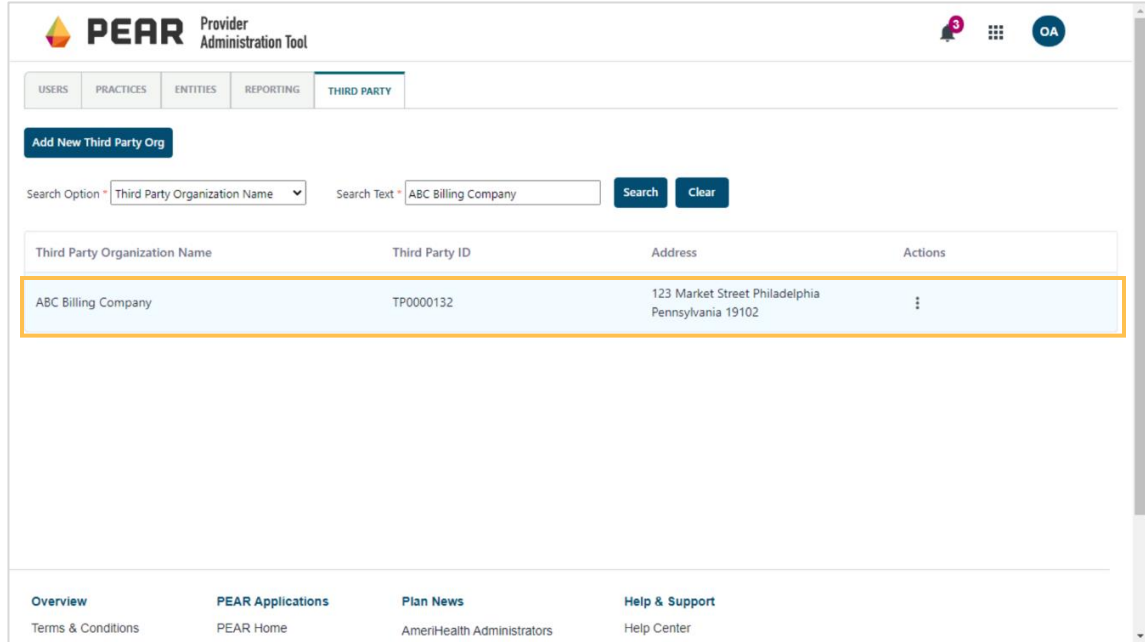 PEAR Provider
Administration Tool
3
OA
USERS PRACTICES ENTITIES REPORTING THIRD PARTY
Add New Third Party Org
Search Option * Third Party Organization Name Search Text * ABC Billing Company Search Clear
Third Party Organization Name Third Party ID Address Actions
ABC Billing Company TP0000132 123 Market Street Philadelphia
Pennsylvania 19102
Overview PEAR Applications Plan News Help & Support
Terms & Conditions PEAR Home AmeriHealth Administrators Help Center